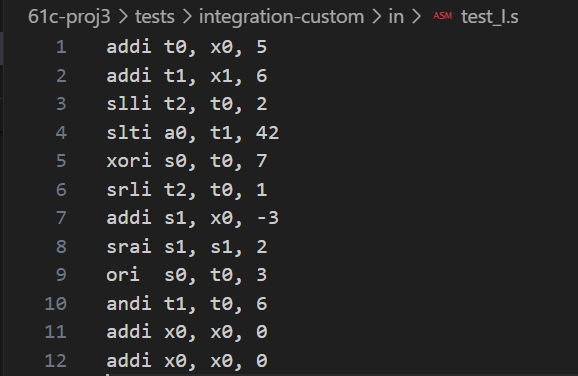 61c-proj3 > tests > integration-custom > in > ASM test_I.s
1 addi t0, x0, 5
2 addi t1, x1, 6
3 slli t2, t0, 2
4 slti a0, t1, 42
5 xori s0, t0, 7
6 srli t2, t0, 1
7 addi s1, x0, -3
8 srai s1, s1, 2
9 ori  s0, t0, 3
10 andi t1, t0, 6
11 addi x0, x0, 0
12 addi x0, x0, 0